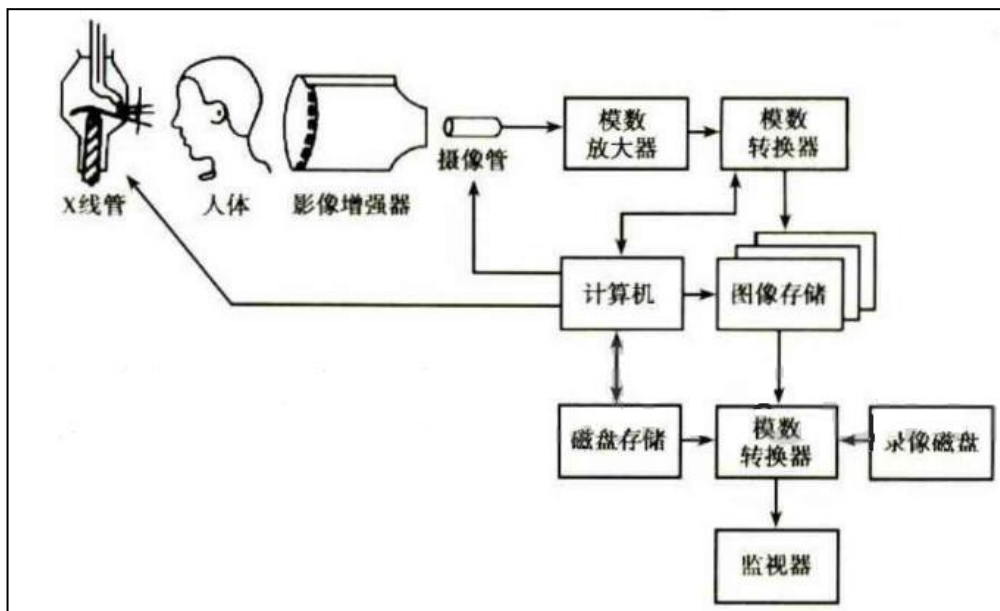 模数
放大器
模数
转换器
摄像管
X线管
人体
影像增强器
计算机
图像存储
磁盘存储
模数
转换器
录像磁盘
监视器